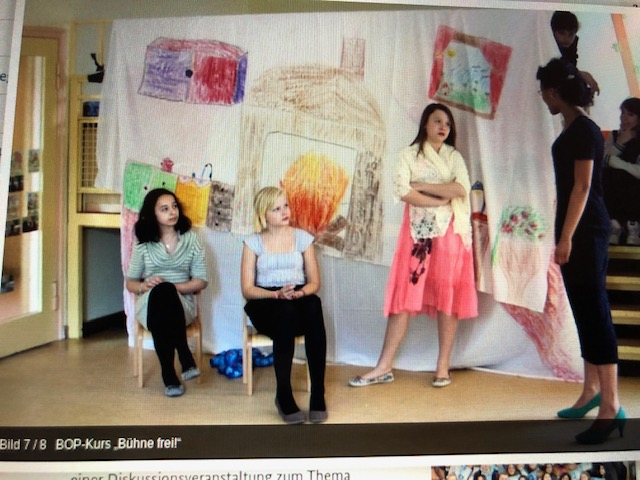 Bild 7 / 8 BOP-Kurs „Bühne frei!“
einer Diskussionsveranstaltung zum Thema